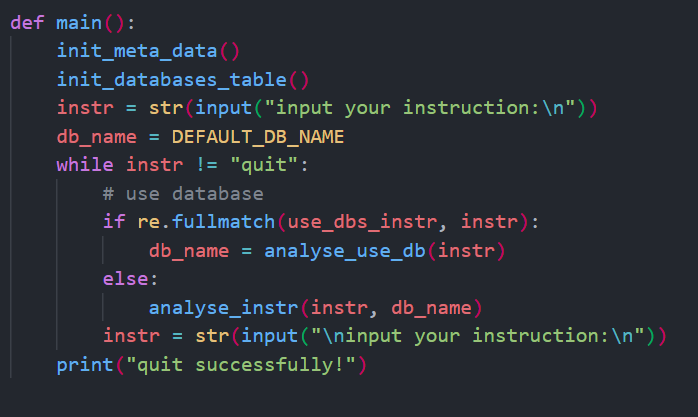 def main():
    init_meta_data()
    init_databases_table()
    instr = str(input("input your instruction:\n"))
    db_name = DEFAULT_DB_NAME
    while instr != "quit":
        # use database
        if re.fullmatch(use_dbs_instr, instr):
            db_name = analyse_use_db(instr)
        else:
            analyse_instr(instr, db_name)
        instr = str(input("\ninput your instruction:\n"))
    print("quit successfully!")